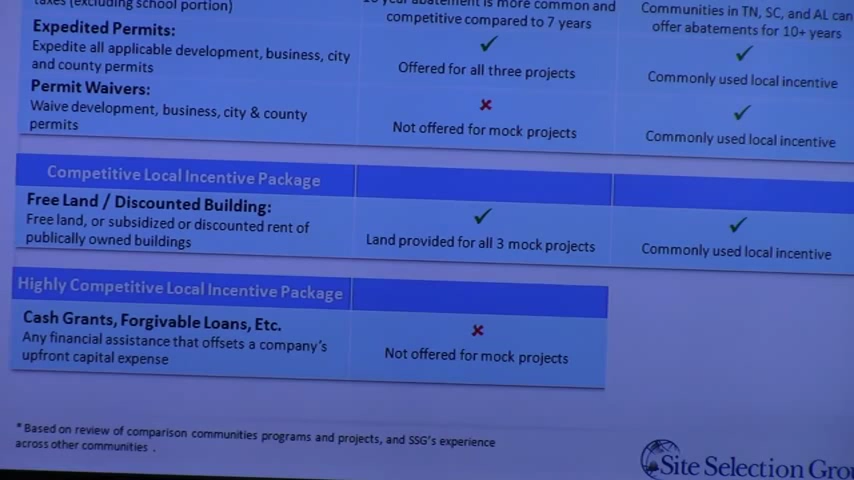 taxes (excluding school portion)
10 year abatement is more common and
competitive compared to 7 years
Communities in TN, SC, and AL can
offer abatements for 10+ years
Expedited Permits:
Expedite all applicable development, business, city
and county permits
Offered for all three projects
Commonly used local incentive
Permit Waivers:
Waive development, business, city & county
permits
Not offered for mock projects
Commonly used local incentive
Competitive Local Incentive Package
Free Land / Discounted Building:
Free land, or subsidized or discounted rent of
publically owned buildings
Land provided for all 3 mock projects
Commonly used local incentive
Highly Competitive Local Incentive Package
Cash Grants, Forgivable Loans, Etc.
Any financial assistance that offsets a company's
upfront capital expense
Not offered for mock projects
* Based on review of comparison communities programs and projects, and SSG's experience
across other communities .
Site Selection Grou